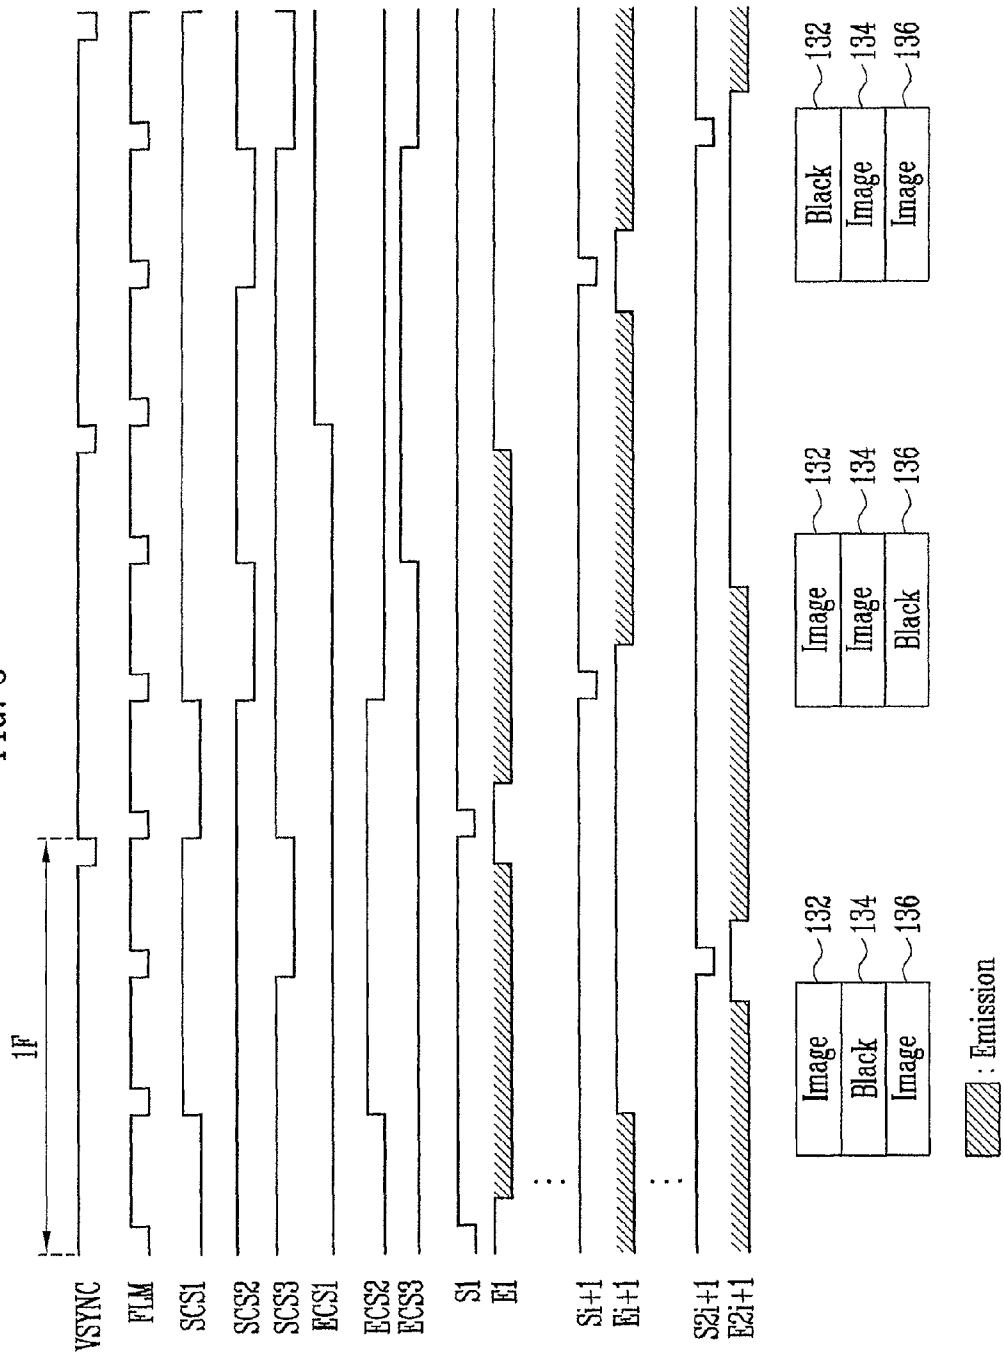 1F
VSYNC
FLM
SCS1
SCS2
SCS3
ECS1
ECS2
ECS3
S1
E1
⋮
Si+1
Ei+1
⋮
S2i+1
E2i+1
Image 132
Black 134
Image 136
Image 132
Image 134
Black 136
Black 132
Image 134
Image 136
: Emission